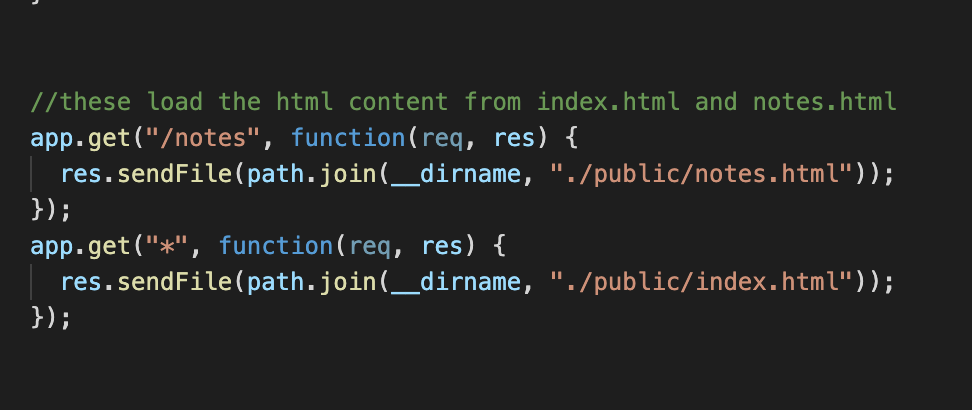 //these load the html content from index.html and notes.html
app.get("/notes", function(req, res) {
  res.sendFile(path.join(__dirname, "./public/notes.html"));
});
app.get("*", function(req, res) {
  res.sendFile(path.join(__dirname, "./public/index.html"));
});